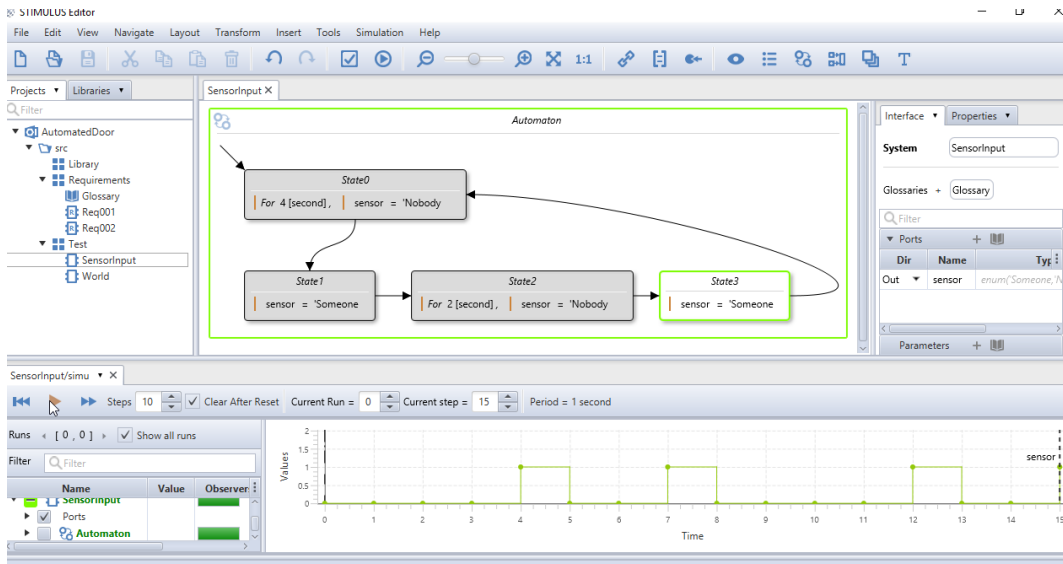 STIMULUS Editor
File Edit View Navigate Layout Transform Insert Tools Simulation Help
1:1 T
Projects Libraries
SensorInput
Filter
AutomatedDoor
src
Library
Requirements
Glossary
Req001
Req002
Test
SensorInput
World
Automaton
State0
For 4 [second], sensor = 'Nobody
State1
sensor = 'Someone
State2
For 2 [second], sensor = 'Nobody
State3
sensor = 'Someone
Interface Properties
System SensorInput
Glossaries + Glossary
Filter
Ports +
Dir Name Typ
Out sensor enum('Someone,'N
Parameters +
SensorInput/simu
Steps 10 Clear After Reset Current Run = 0 Current step = 15 Period = 1 second
Runs [ 0 , 0 ] Show all runs
Filter Filter
Name Value Observer
SensorInput
Ports
Automaton
Values
2
1.5
1
0.5
0
sensor
0 1 2 3 4 5 6 7 8 9 10 11 12 13 14 15
Time